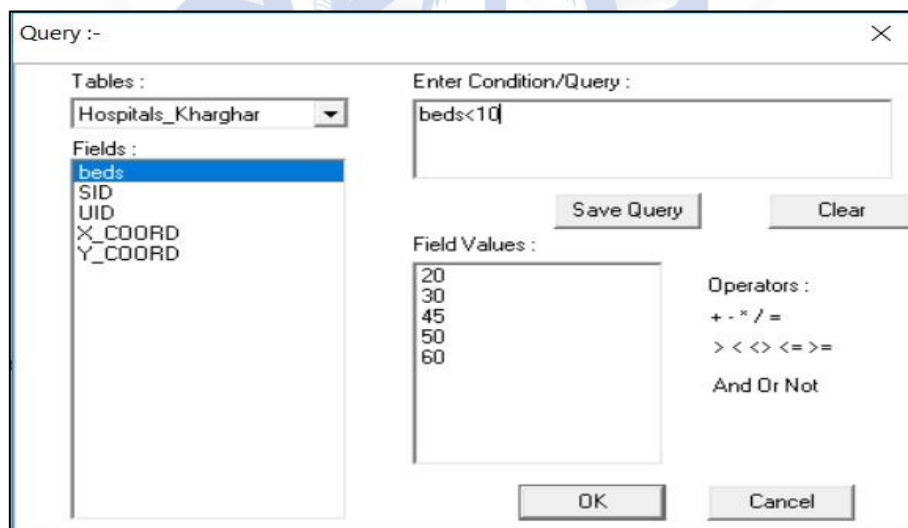 Query :-
Tables :
Hospitals_Kharghar
Fields :
beds
SID
UID
X_COORD
Y_COORD
Enter Condition/Query :
beds<10
Save Query
Clear
Field Values :
20
30
45
50
60
Operators :
+ - * / =
> < <> <= >=
And Or Not
OK
Cancel